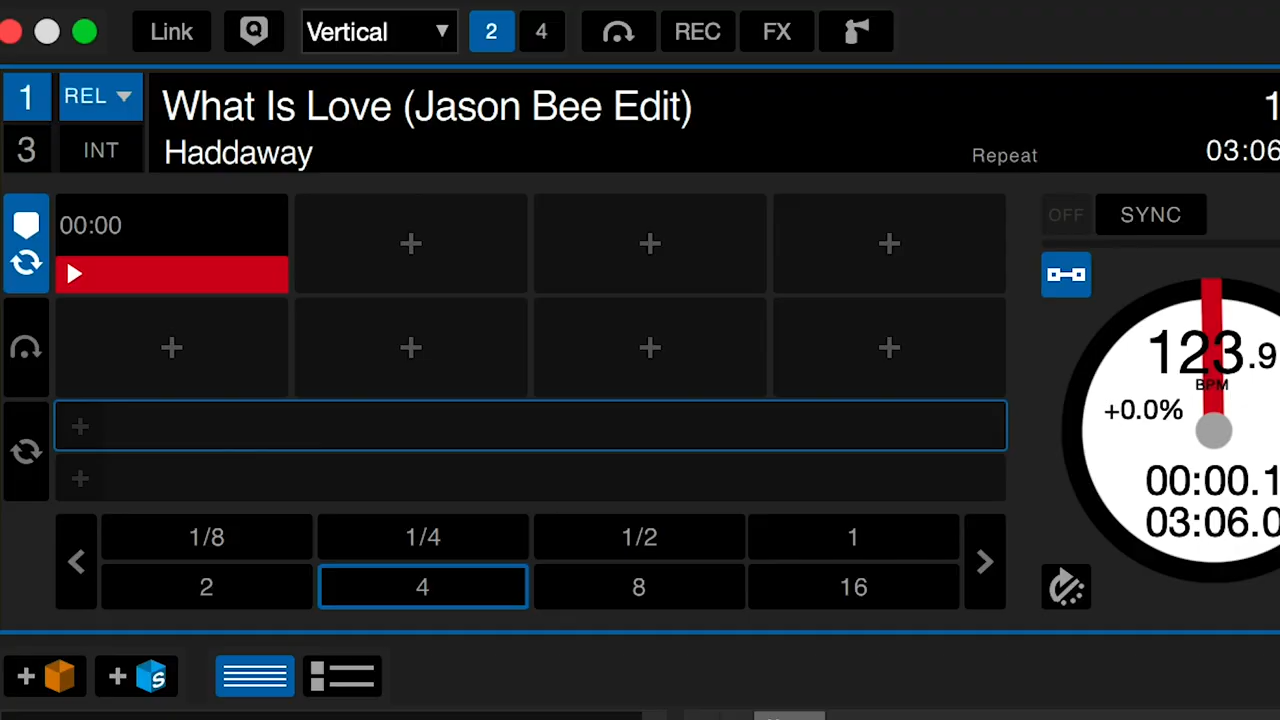 Link Vertical 2 4 REC FX
1 REL What Is Love (Jason Bee Edit)
3 INT Haddaway Repeat 03:06
00:00 + + +
OFF SYNC
+ + + +
123.9
BPM
+0.0%
+
+
00:00.1
03:06.0
1/8 1/4 1/2 1
< >
2 4 8 16
+ + S